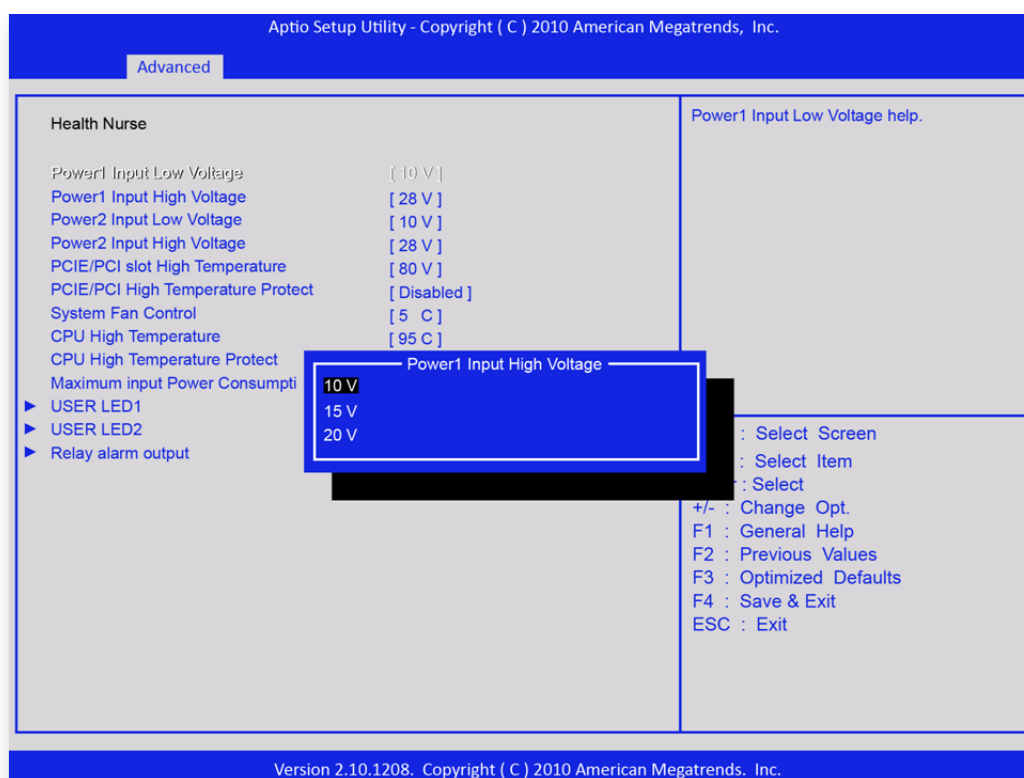 Aptio Setup Utility - Copyright ( C ) 2010 American Megatrends, Inc.
Advanced
Health Nurse
Power1 Input Low Voltage [ 10 V ]
Power1 Input High Voltage [ 28 V ]
Power2 Input Low Voltage [ 10 V ]
Power2 Input High Voltage [ 28 V ]
PCIE/PCI slot High Temperature [ 80 V ]
PCIE/PCI High Temperature Protect [ Disabled ]
System Fan Control [ 5 C ]
CPU High Temperature [ 95 C ]
CPU High Temperature Protect
Maximum input Power Consumpti
► USER LED1
► USER LED2
► Relay alarm output
Power1 Input High Voltage
10 V
15 V
20 V
Power1 Input Low Voltage help.
: Select Screen
: Select Item
: Select
+/- : Change Opt.
F1 : General Help
F2 : Previous Values
F3 : Optimized Defaults
F4 : Save & Exit
ESC : Exit
Version 2.10.1208. Copyright ( C ) 2010 American Megatrends. Inc.